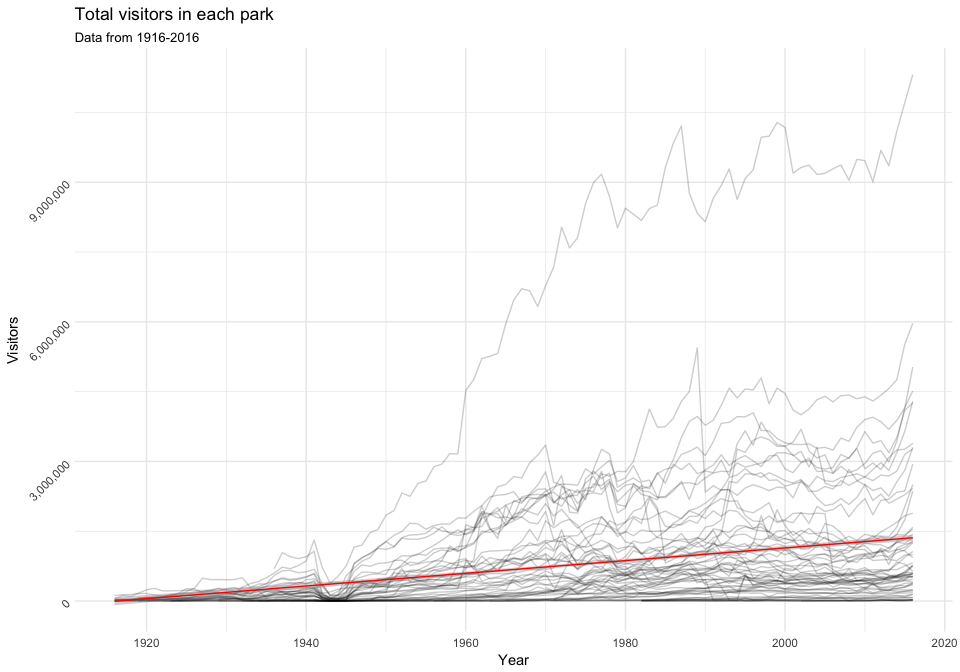 Total visitors in each park
Data from 1916-2016
Visitors
9,000,000
6,000,000
3,000,000
0
1920 1940 1960 1980 2000 2020
Year